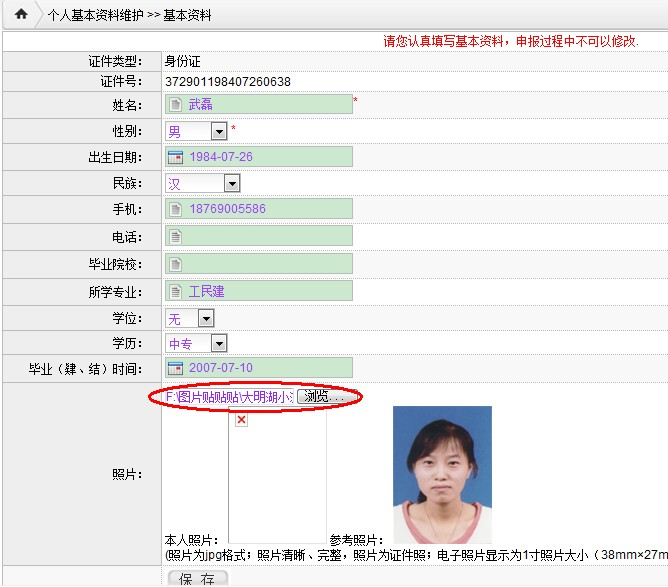 个人基本资料维护 >> 基本资料
请您认真填写基本资料，申报过程中不可以修改.
证件类型： 身份证
证件号： 372901198407260638
姓名： 武磊 *
性别： 男 *
出生日期： 1984-07-26
民族： 汉
手机： 18769005586
电话：
毕业院校：
所学专业： 工民建
学位： 无
学历： 中专
毕业（肄、结）时间： 2007-07-10
F:\图片贴贴贴\大明湖小 浏览...
照片：
本人照片： 参考照片：
(照片为jpg格式；照片清晰、完整，照片为证件照；电子照片显示为1寸照片大小（38mm×27m
保 存